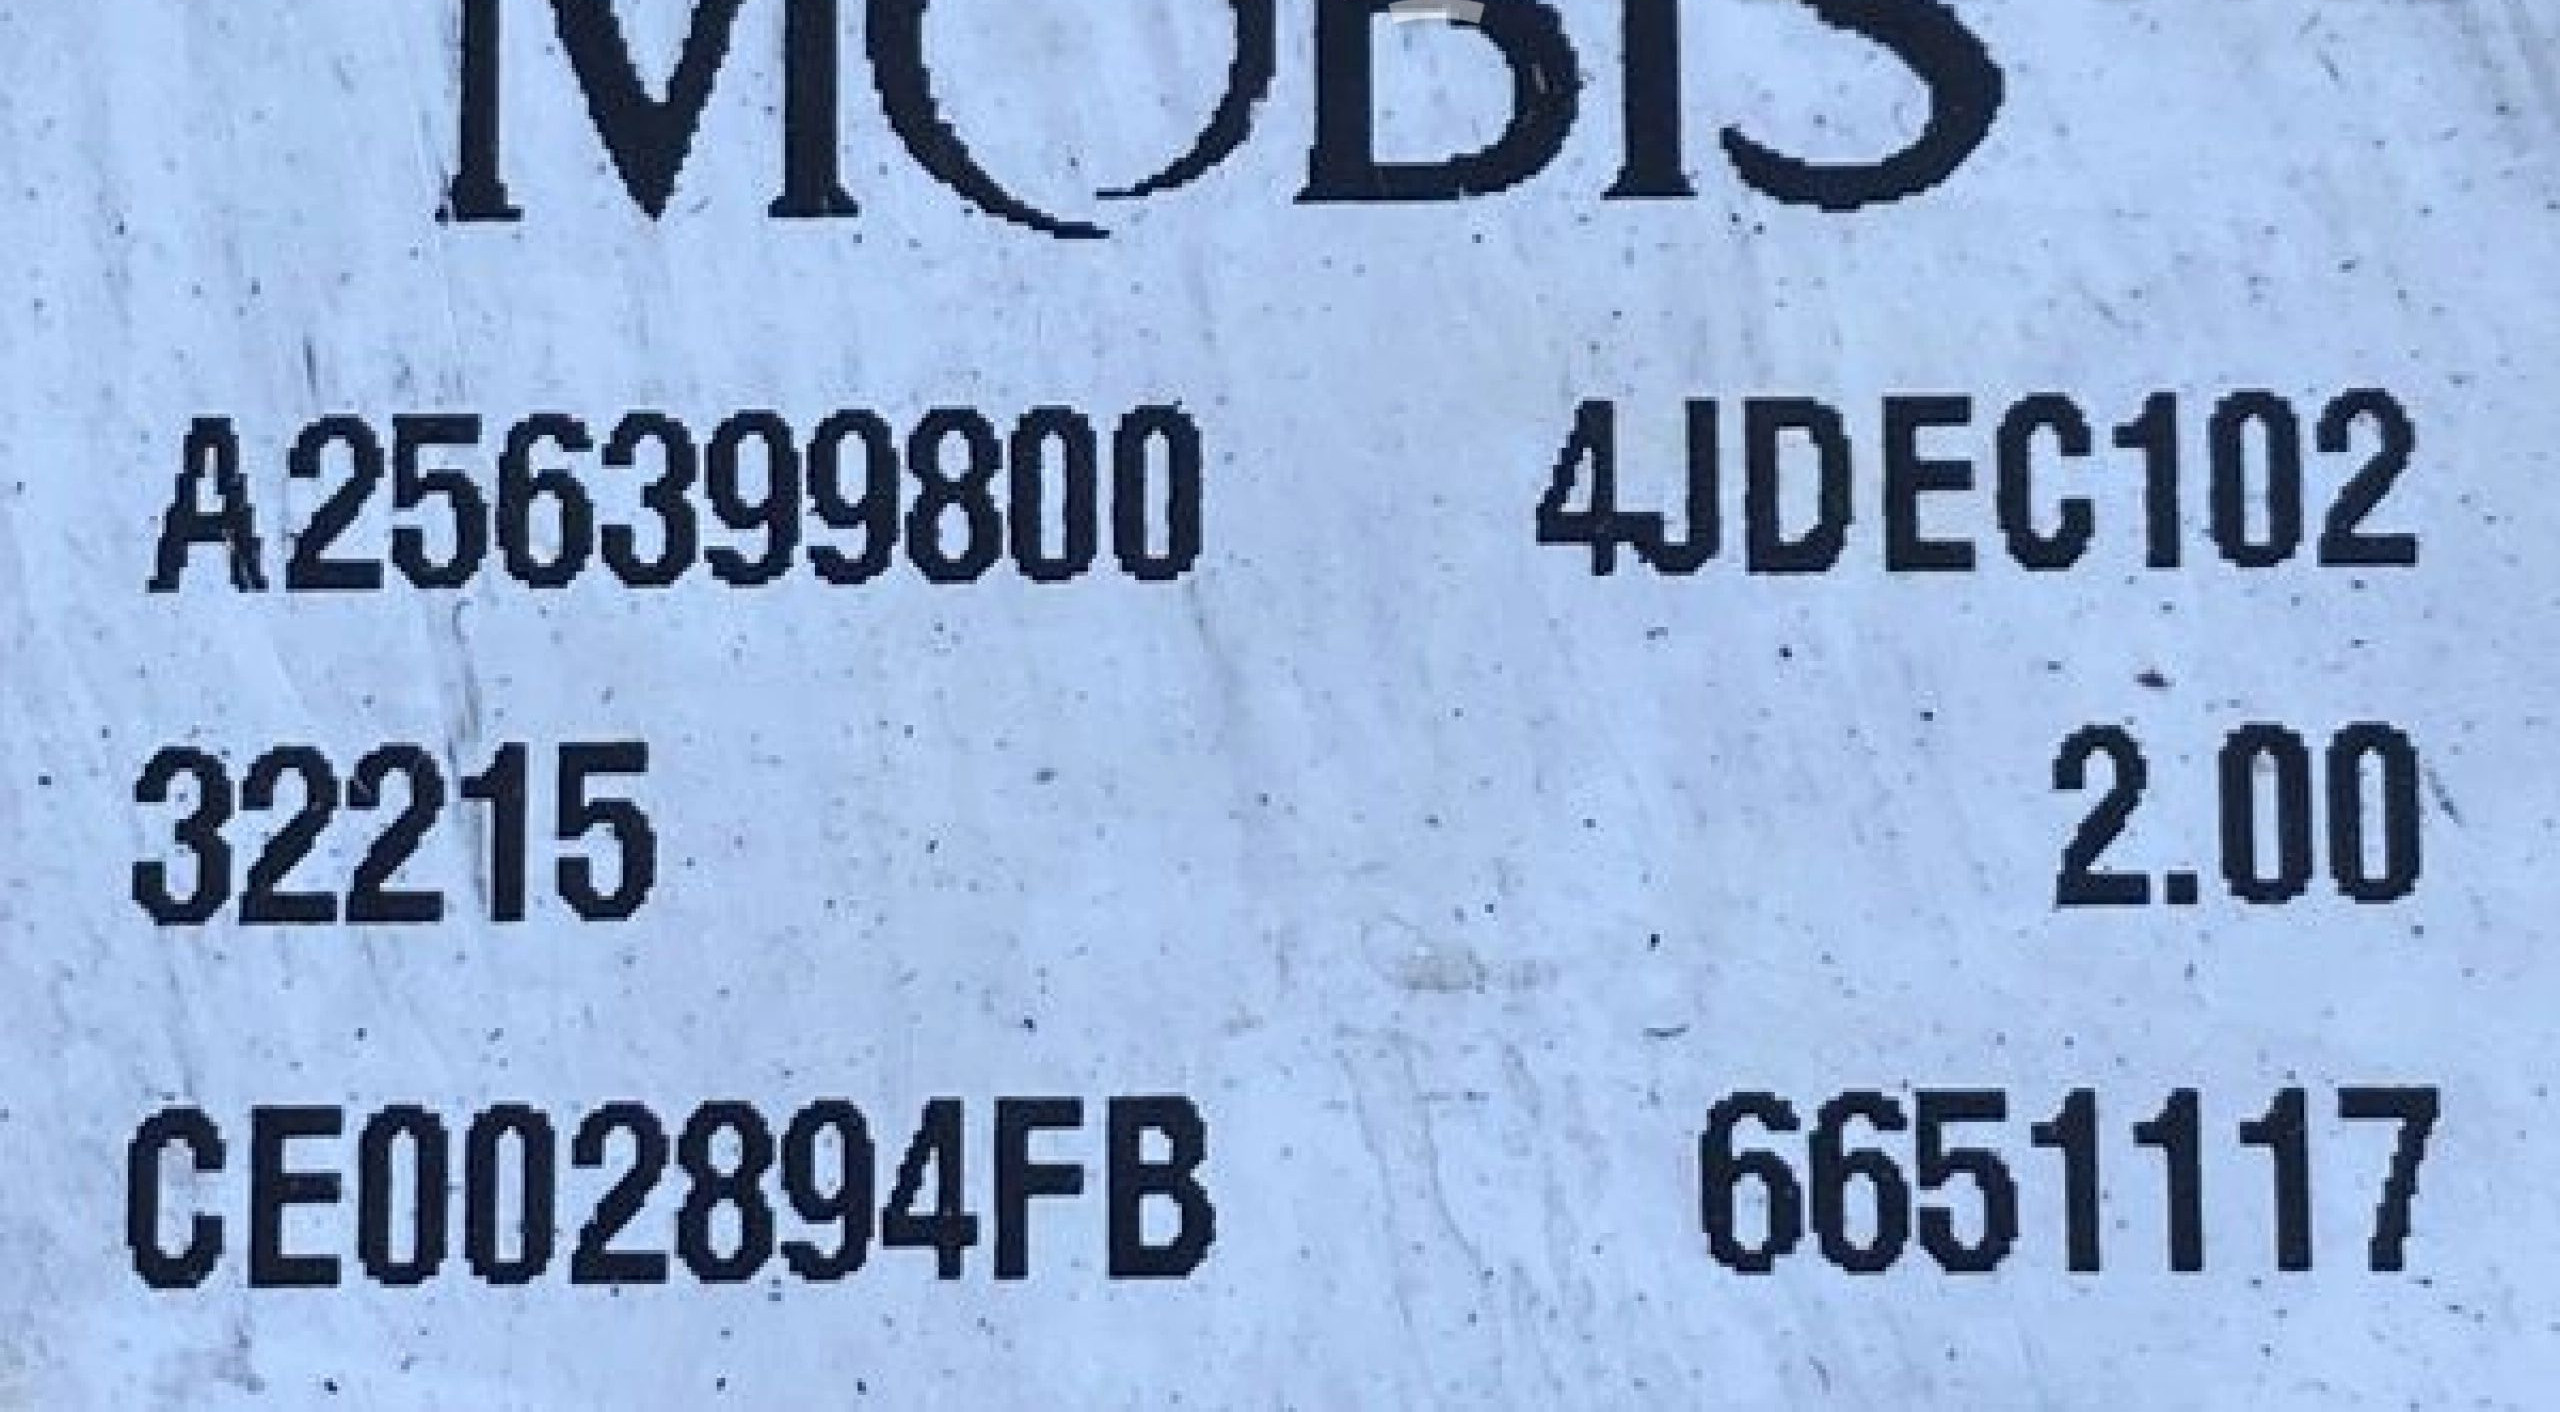 MOBIS
A256399800 4JDEC102
32215 2.00
CE002894FB 6651117